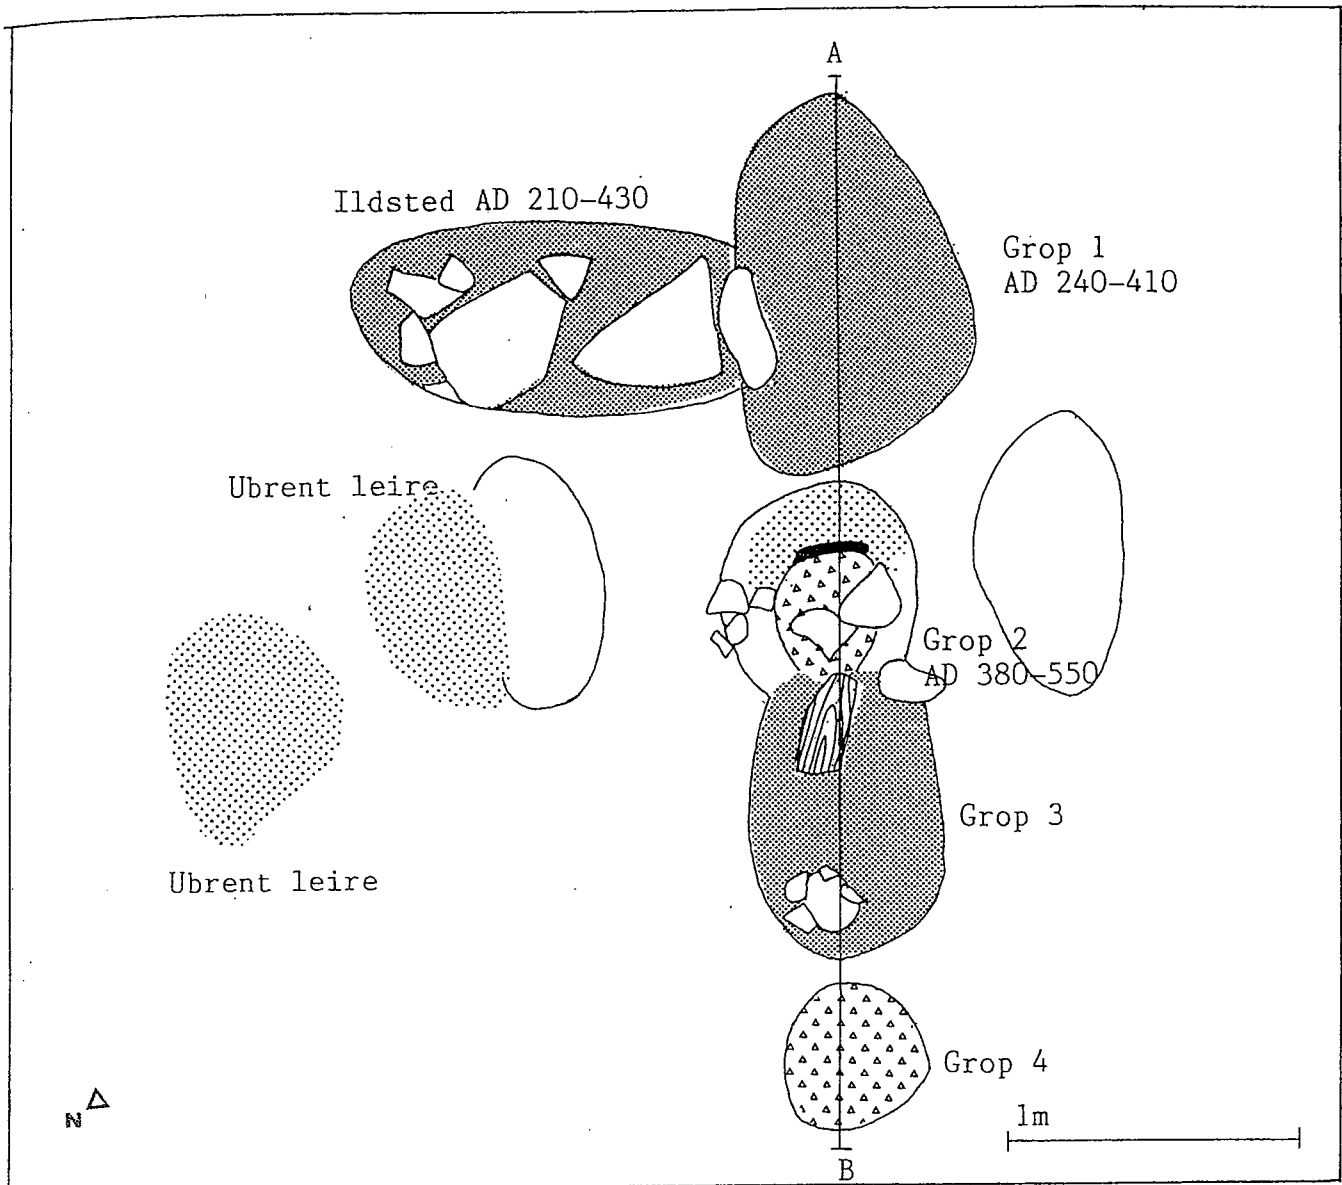 A
Ildsted AD 210-430
Grop 1
AD 240-410
Ubrent leire
Grop 2
AD 380-550
Grop 3
Ubrent leire
Grop 4
N
1m
B